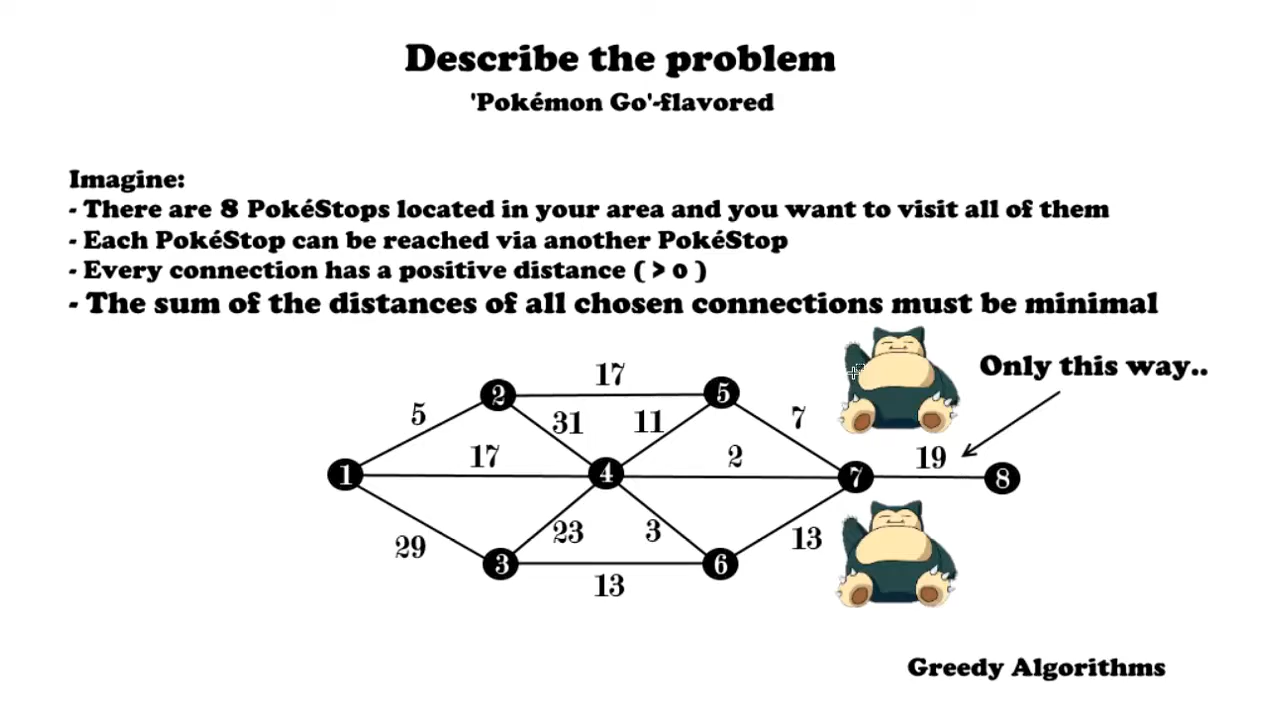 Describe the problem
'Pokémon Go'-flavored
Imagine:
- There are 8 PokéStops located in your area and you want to visit all of them
- Each PokéStop can be reached via another PokéStop
- Every connection has a positive distance ( > 0 )
- The sum of the distances of all chosen connections must be minimal
Only this way..
17
2 5
5 31 11 7
17 2 19
1 4 7 8
29 23 3 13
3 6
13
Greedy Algorithms